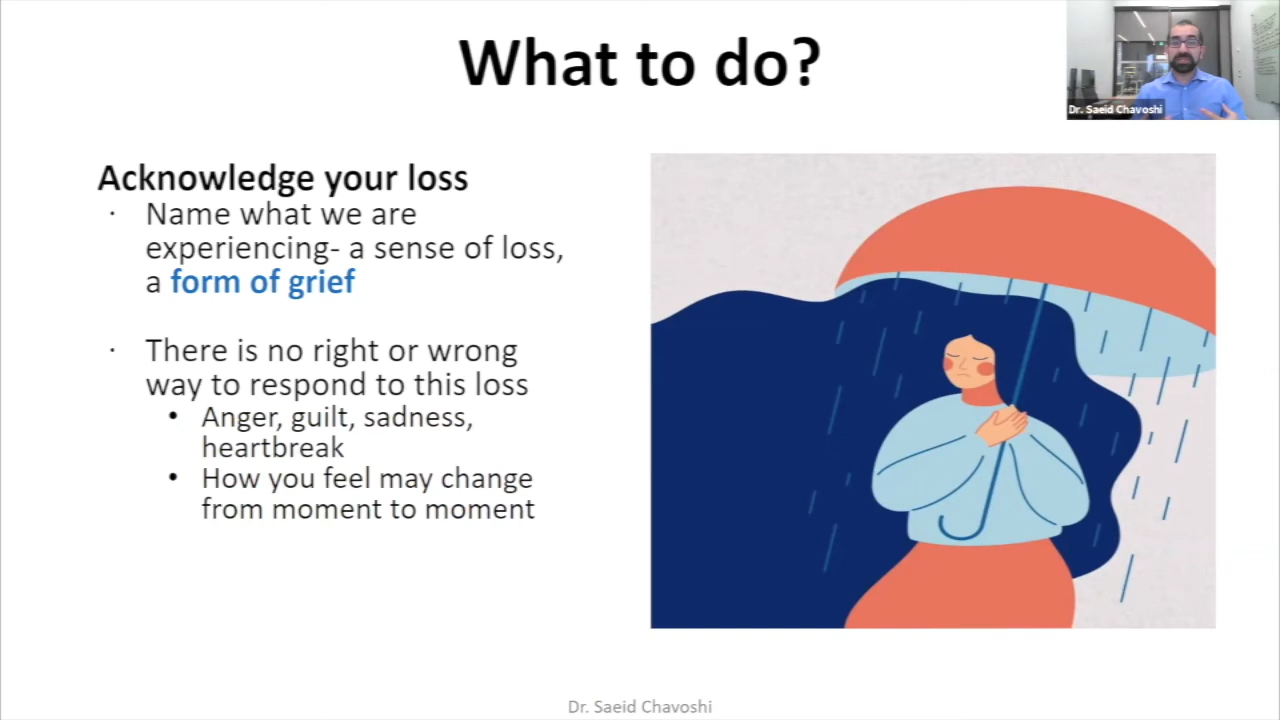 What to do?
Dr. Saeid Chavoshi
Acknowledge your loss
· Name what we are
experiencing- a sense of loss,
a form of grief
· There is no right or wrong
way to respond to this loss
• Anger, guilt, sadness,
heartbreak
• How you feel may change
from moment to moment
Dr. Saeid Chavoshi